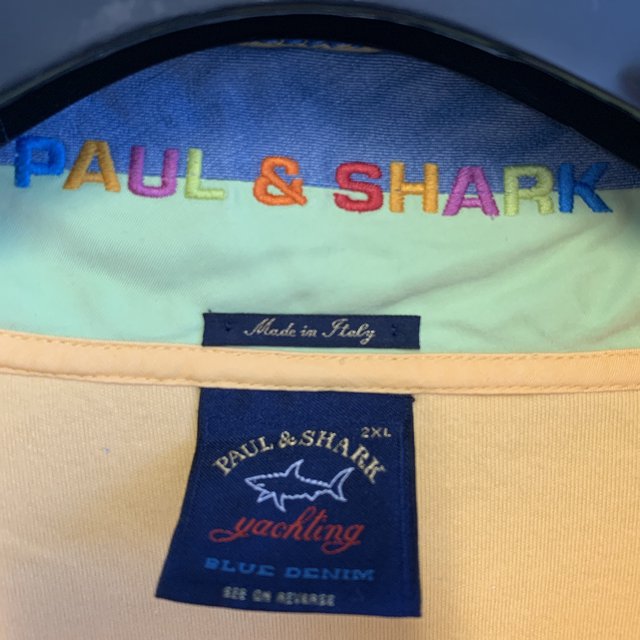 PAUL & SHARK
Made in Italy
2XL
PAUL & SHARK
yachting
BLUE DENIM
SEE ON REVERSE